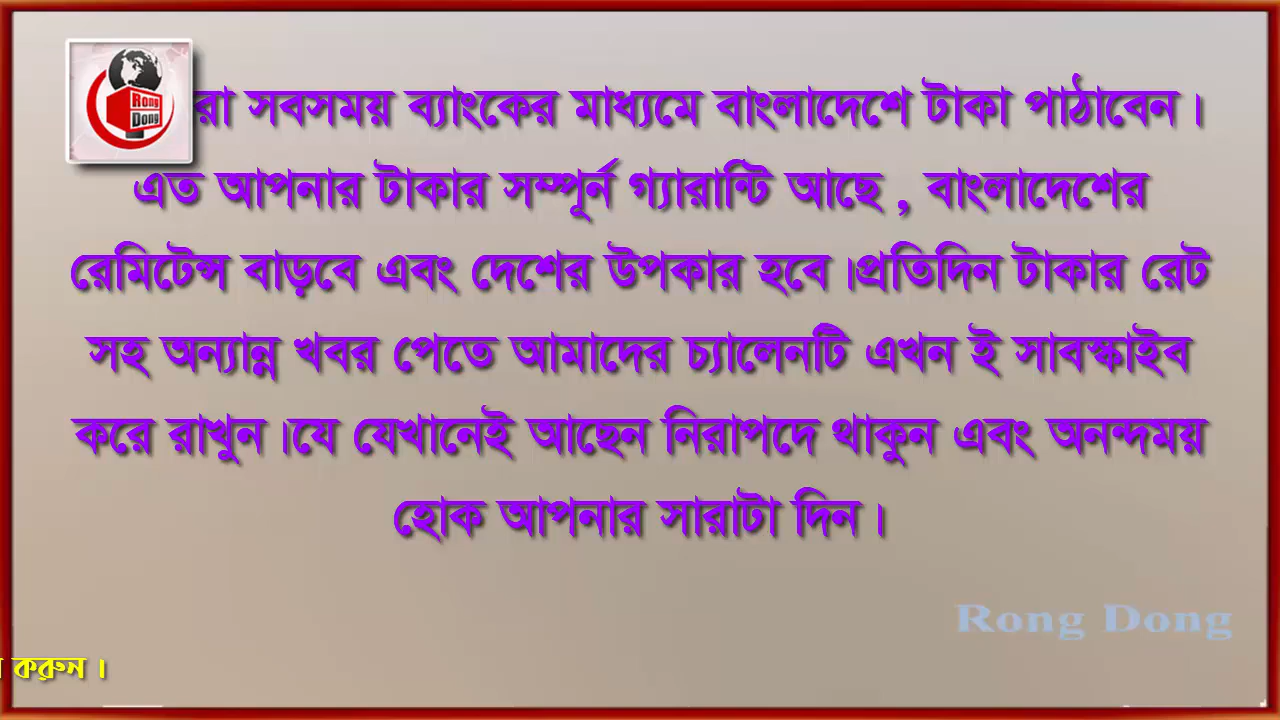 Rong
Dong
রা সবসময় ব্যাংকের মাধ্যমে বাংলাদেশে টাকা পাঠাবেন।
এত আপনার টাকার সম্পূর্ন গ্যারান্টি আছে , বাংলাদেশের
রেমিটেন্স বাড়বে এবং দেশের উপকার হবে।প্রতিদিন টাকার রেট
সহ অন্যান্ন খবর পেতে আমাদের চ্যালেনটি এখন ই সাবস্কাইব
করে রাখুন।যে যেখানেই আছেন নিরাপদে থাকুন এবং অনন্দময়
হোক আপনার সারাটা দিন।
Rong Dong
করুন।